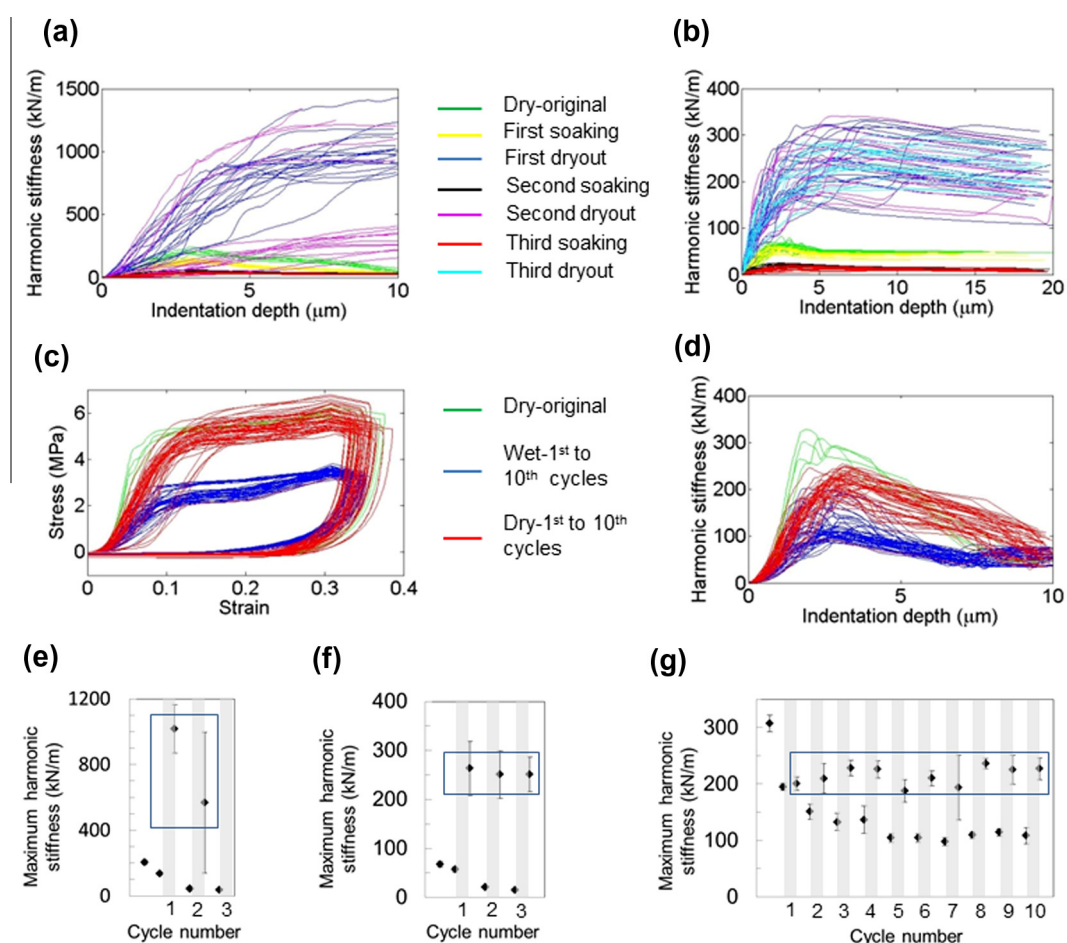 (a)
Harmonic stiffness (kN/m)
1500
1000
500
0
0
5
10
Indentation depth (μm)
Dry-original
First soaking
First dryout
Second soaking
Second dryout
Third soaking
Third dryout
(b)
Harmonic stiffness (kN/m)
400
300
200
100
0
0
5
10
15
20
Indentation depth (μm)
(c)
Stress (MPa)
6
4
2
0
0
0.1
0.2
0.3
0.4
Strain
Dry-original
Wet-1st to
10th cycles
Dry-1st to 10th
cycles
(d)
Harmonic stiffness (kN/m)
400
300
200
100
0
0
5
10
Indentation depth (μm)
(e)
Maximum harmonic
stiffness (kN/m)
1200
800
400
0
1 2 3
Cycle number
(f)
Maximum harmonic
stiffness (kN/m)
400
300
200
100
0
1 2 3
Cycle number
(g)
Maximum harmonic
stiffness (kN/m)
300
200
100
0
1 2 3 4 5 6 7 8 9 10
Cycle number